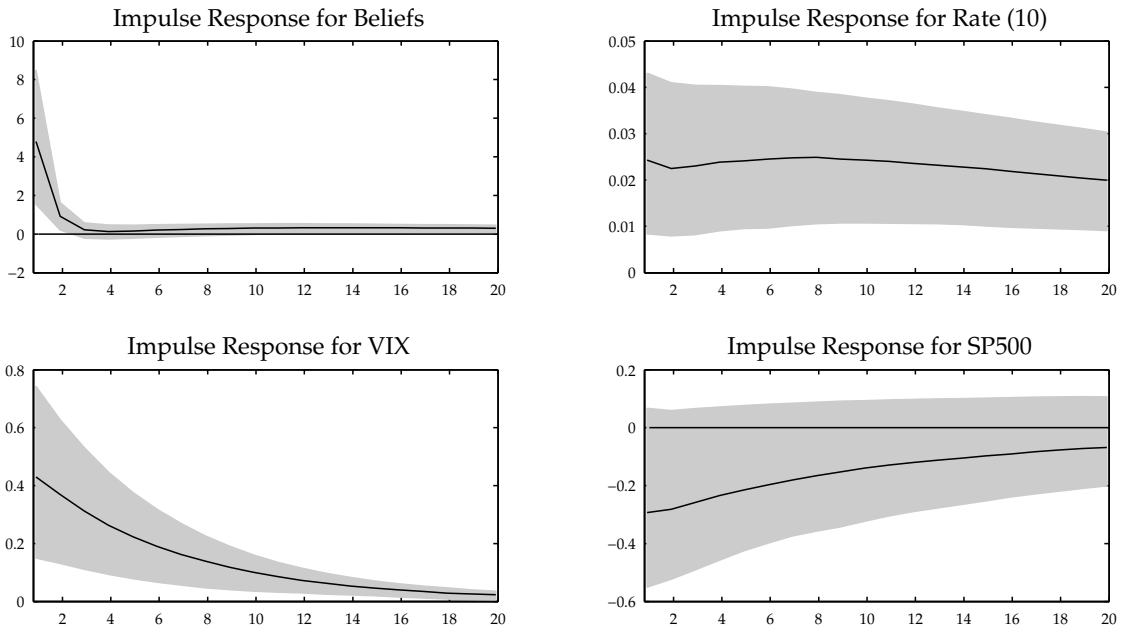 Impulse Response for Beliefs
10
8
6
4
2
0
−2
2 4 6 8 10 12 14 16 18 20
Impulse Response for Rate (10)
0.05
0.04
0.03
0.02
0.01
0
2 4 6 8 10 12 14 16 18 20
Impulse Response for VIX
0.8
0.6
0.4
0.2
0
2 4 6 8 10 12 14 16 18 20
Impulse Response for SP500
0.2
0
−0.2
−0.4
−0.6
2 4 6 8 10 12 14 16 18 20